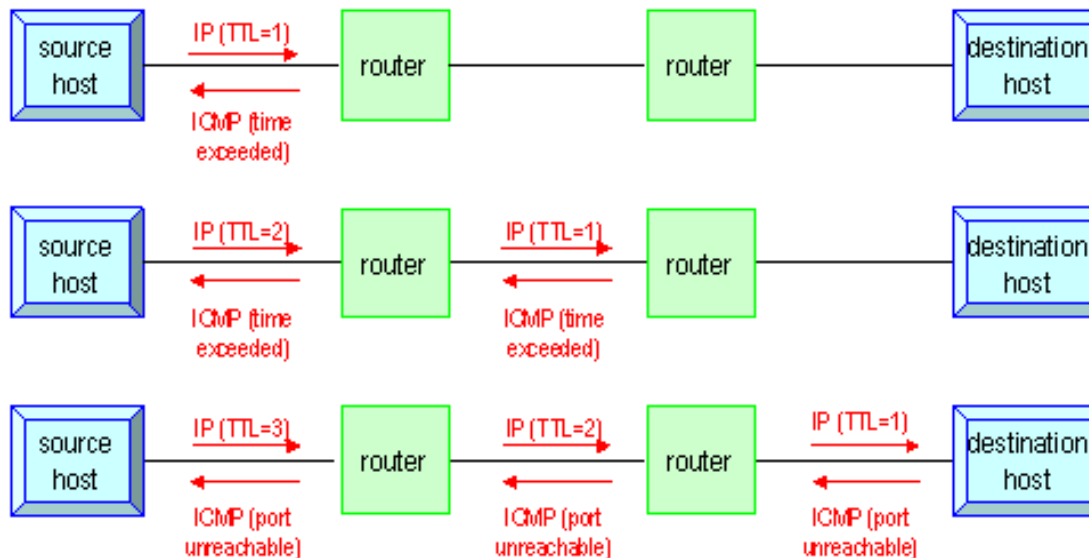 source
host
IP (TTL=1)
router
router
destination
host
ICMP (time
exceeded)
source
host
IP (TTL=2)
router
IP (TTL=1)
router
destination
host
ICMP (time
exceeded)
ICMP (time
exceeded)
source
host
IP (TTL=3)
router
IP (TTL=2)
router
IP (TTL=1)
destination
host
ICMP (port
unreachable)
ICMP (port
unreachable)
ICMP (port
unreachable)